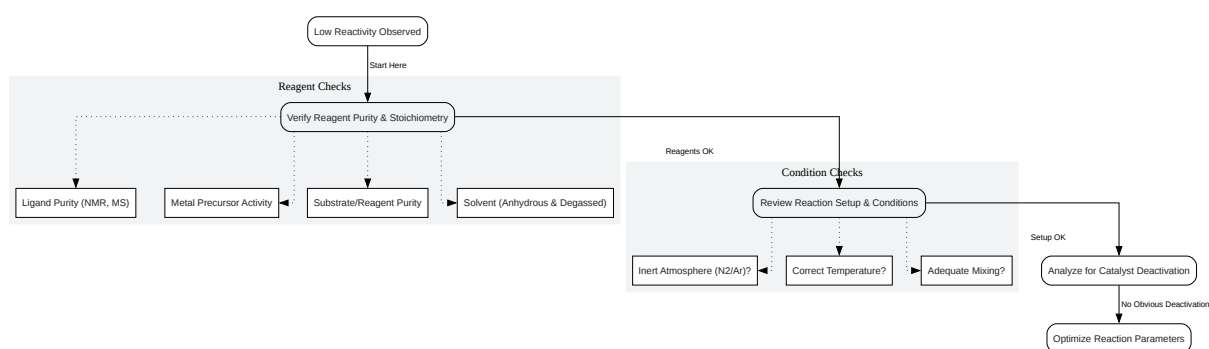 Low Reactivity Observed
Start Here
Reagent Checks
Verify Reagent Purity & Stoichiometry
Reagents OK
Ligand Purity (NMR, MS)
Metal Precursor Activity
Substrate/Reagent Purity
Solvent (Anhydrous & Degassed)
Condition Checks
Review Reaction Setup & Conditions
Setup OK
Inert Atmosphere (N2/Ar)?
Correct Temperature?
Adequate Mixing?
Analyze for Catalyst Deactivation
No Obvious Deactivation
Optimize Reaction Parameters